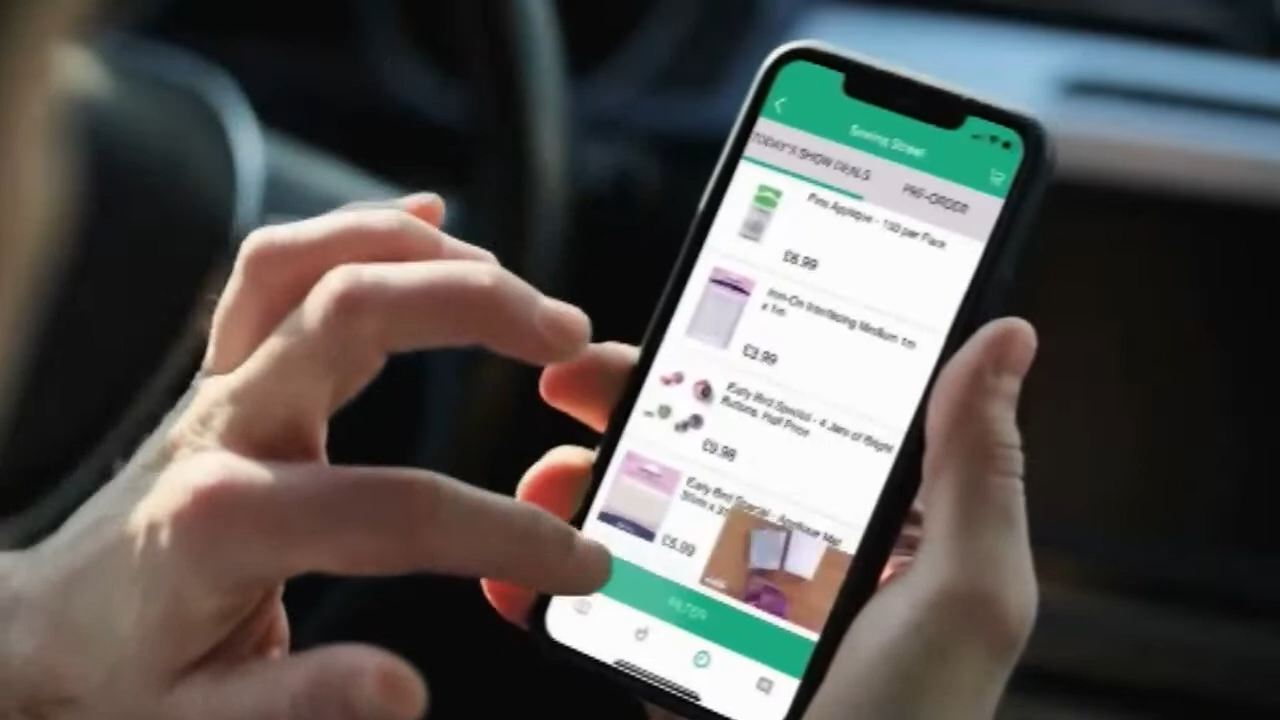 Sewing Street
TODAY'S SHOW DEALS
PRE-ORDER
Pins Applique - 150 per Pack
£6.99
Iron-On Interfacing Medium 1m
x 1m
£3.99
Early Bird Special - 4 Jars of Bright
Buttons. Half Price
£9.98
Early Bird Special - Applique Mat
£5.99
FILTER